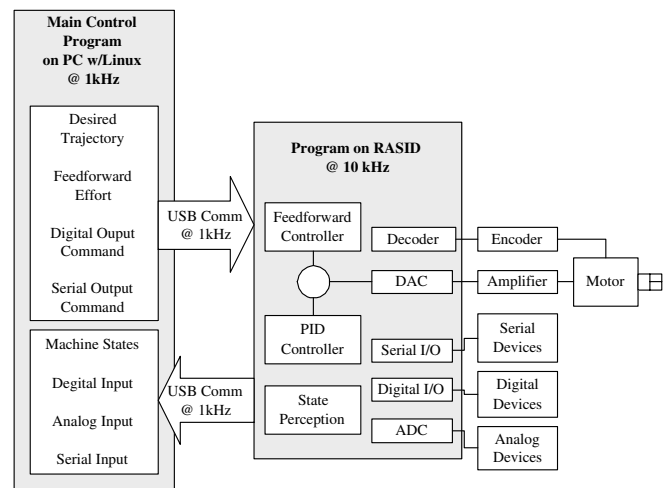 Main Control
Program
on PC w/Linux
@ 1kHz
Desired
Trajectory
Feedforward
Effort
Digital Ouput
Command
Serial Output
Command
Machine States
Degital Input
Analog Input
Serial Input
USB Comm
@ 1kHz
USB Comm
@ 1kHz
Program on RASID
@ 10 kHz
Feedforward
Controller
PID
Controller
State
Perception
Decoder
DAC
Serial I/O
Digital I/O
ADC
Encoder
Amplifier
Motor
Serial
Devices
Digital
Devices
Analog
Devices